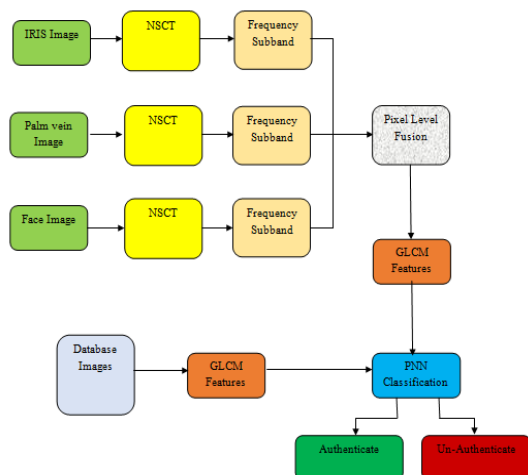 IRIS Image
NSCT
Frequency
Subband
Palm vein
Image
NSCT
Frequency
Subband
Pixel Level
Fusion
Face Image
NSCT
Frequency
Subband
GLCM
Features
Database
Images
GLCM
Features
PNN
Classification
Authenticate
Un-Authenticate